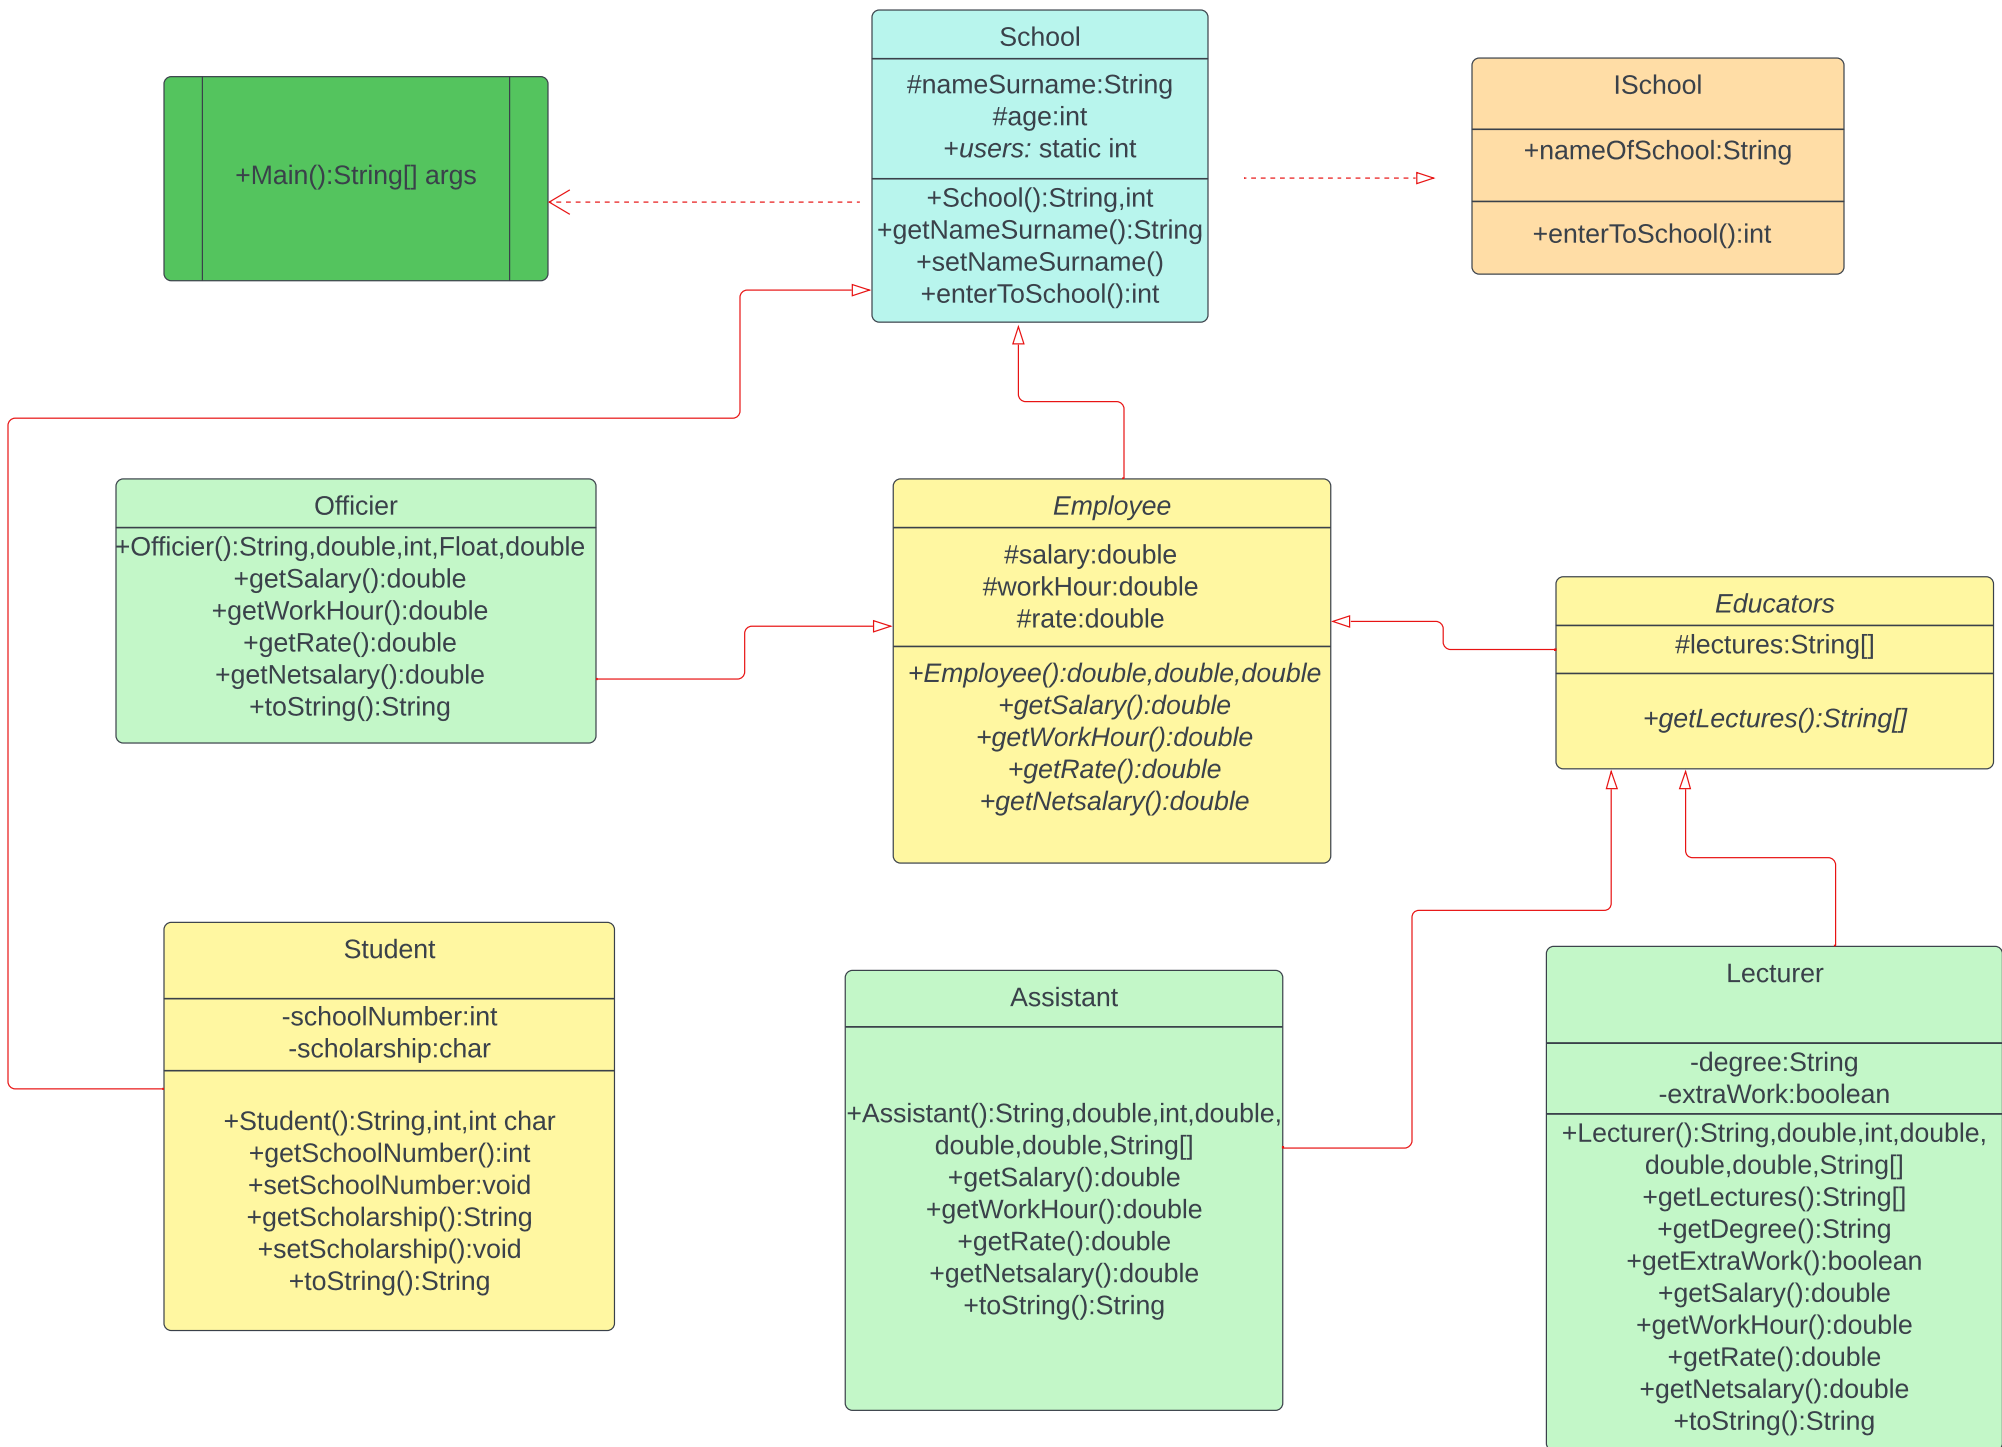 School
#nameSurname:String
#age:int
+users: static int
+School():String,int
+getNameSurname():String
+setNameSurname()
+enterToSchool():int
ISchool
+nameOfSchool:String
+enterToSchool():int
+Main():String[] args
Officier
+Officier():String,double,int,Float,double
+getSalary():double
+getWorkHour():double
+getRate():double
+getNetsalary():double
+toString():String
Employee
#salary:double
#workHour:double
#rate:double
+Employee():double,double,double
+getSalary():double
+getWorkHour():double
+getRate():double
+getNetsalary():double
Educators
#lectures:String[]
+getLectures():String[]
Student
-schoolNumber:int
-scholarship:char
+Student():String,int,int char
+getSchoolNumber():int
+setSchoolNumber:void
+getScholarship():String
+setScholarship():void
+toString():String
Assistant
+Assistant():String,double,int,double,
double,double,String[]
+getSalary():double
+getWorkHour():double
+getRate():double
+getNetsalary():double
+toString():String
Lecturer
-degree:String
-extraWork:boolean
+Lecturer():String,double,int,double,
double,double,String[]
+getLectures():String[]
+getDegree():String
+getExtraWork():boolean
+getSalary():double
+getWorkHour():double
+getRate():double
+getNetsalary():double
+toString():String